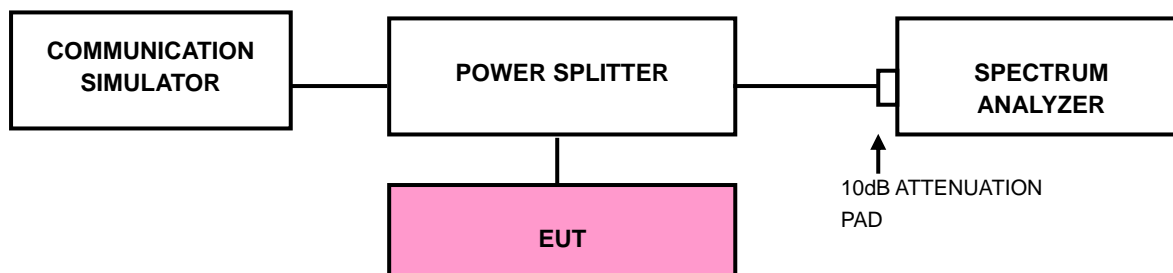 COMMUNICATION
SIMULATOR
POWER SPLITTER
SPECTRUM
ANALYZER
10dB ATTENUATION
PAD
EUT